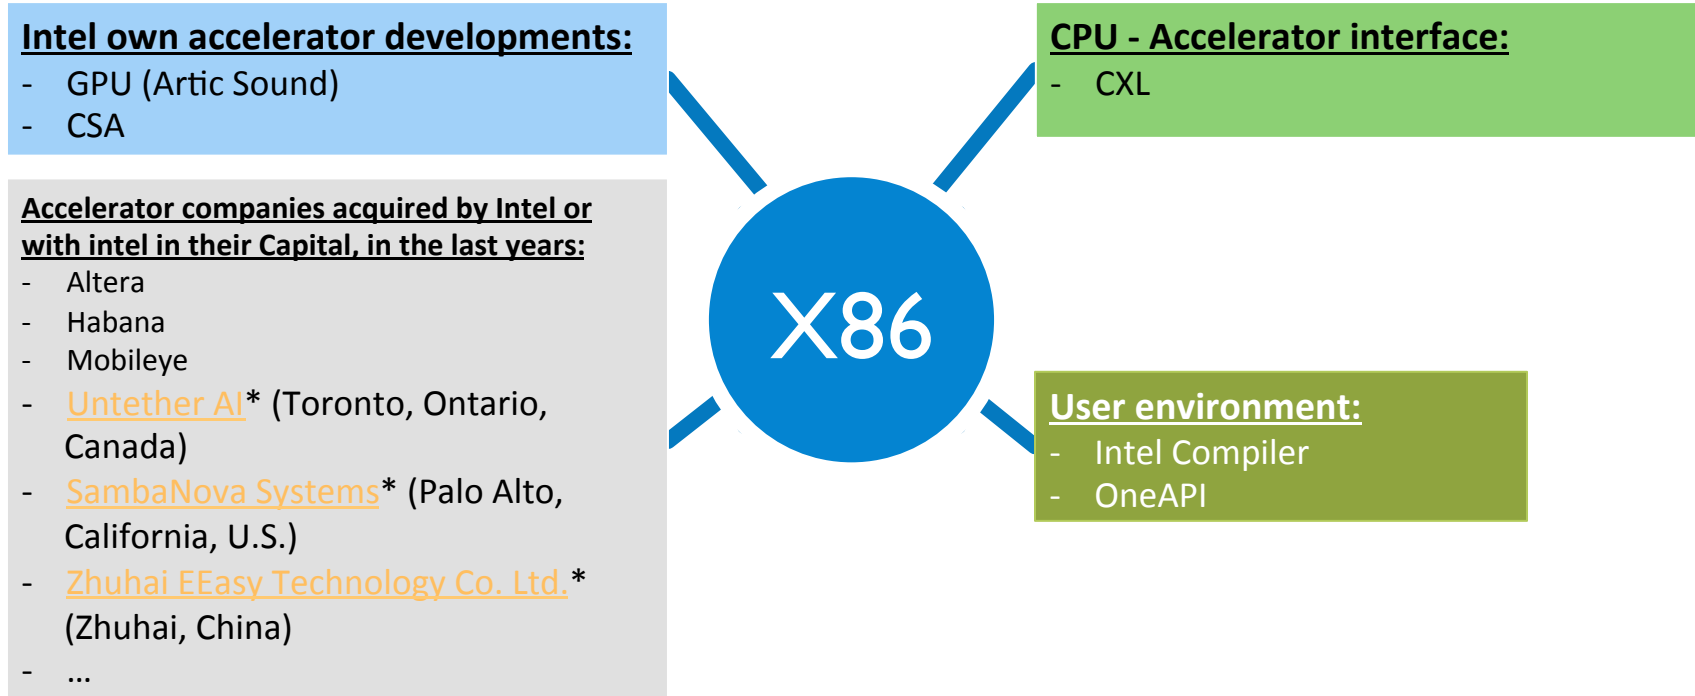 Intel own accelerator developments:
- GPU (Artic Sound)
- CSA
Accelerator companies acquired by Intel or
with intel in their Capital, in the last years:
- Altera
- Habana
- Mobileye
- Untether AI* (Toronto, Ontario,
Canada)
- SambaNova Systems* (Palo Alto,
California, U.S.)
- Zhuhai EEasy Technology Co. Ltd.*
(Zhuhai, China)
- ...
X86
CPU - Accelerator interface:
- CXL
User environment:
- Intel Compiler
- OneAPI